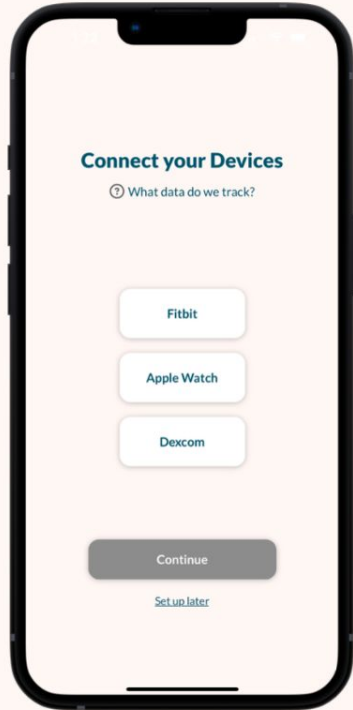 Connect your Devices
? What data do we track?
Fitbit
Apple Watch
Dexcom
Continue
Set up later